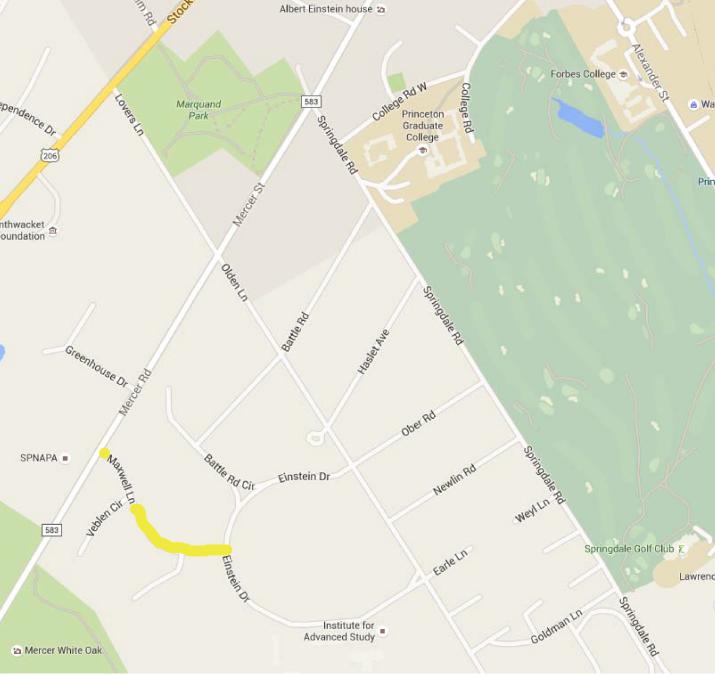 Albert Einstein house
Stock
Forbes College
Alexander St
Marquand
Park
583
College Rd W
College Rd
Princeton
Graduate
College
Wa
Lovers Ln
ependence Dr
206
Springdale Rd
Prin
Mercer St
nthwacket
oundation
Olden Ln
Battle Rd
Springdale Rd
Haslet Ave
Greenhouse Dr
Mercer Rd
Ober Rd
SPNAPA
Maxwell Ln
Battle Rd Cir
Einstein Dr
Newlin Rd
Springdale Rd
Veblen Cir
Weyl Ln
583
Springdale Golf Club
Einstein Dr
Earle Ln
Lawrenc
Institute for
Advanced Study
Goldman Ln
Springdale Rd
Mercer White Oak